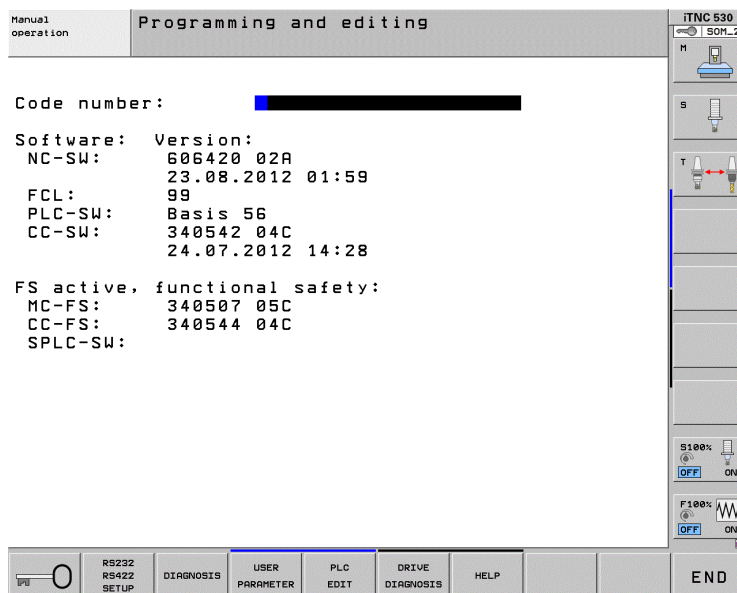 Manual
operation
Programming and editing
iTNC 530
SOM_2
M
Code number:
S
Software: Version:
NC-SW: 606420 02A
23.08.2012 01:59
T
FCL: 99
PLC-SW: Basis 56
CC-SW: 340542 04C
24.07.2012 14:28
FS active, functional safety:
MC-FS: 340507 05C
CC-FS: 340544 04C
SPLC-SW:
S100%
OFF ON
F100%
OFF ON
RS232
RS422
SETUP
DIAGNOSIS
USER
PARAMETER
PLC
EDIT
DRIVE
DIAGNOSIS
HELP
END